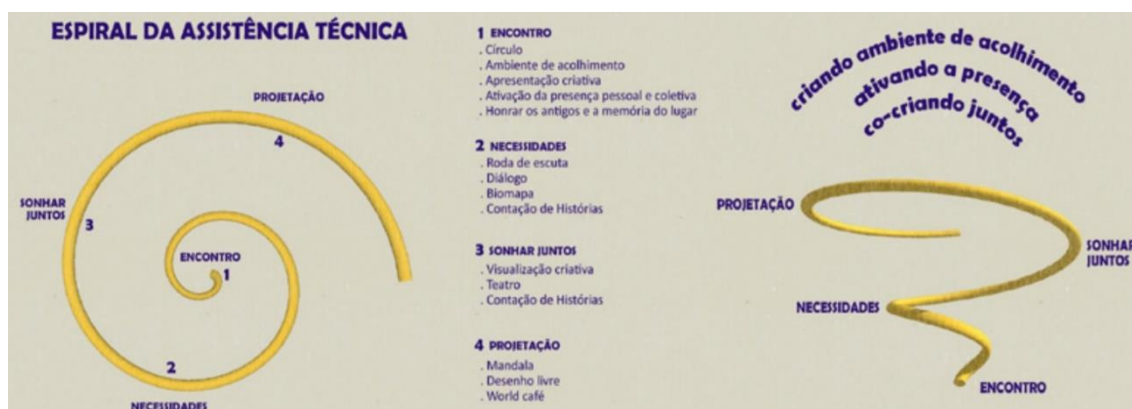 ESPIRAL DA ASSISTÊNCIA TÉCNICA
PROJETAÇÃO
4
SONHAR
JUNTOS
3
ENCONTRO
1
2
NECESSIDADES
1 ENCONTRO
. Círculo
. Ambiente de acolhimento
. Apresentação criativa
. Ativação da presença pessoal e coletiva
. Honrar os antigos e a memória do lugar
2 NECESSIDADES
. Roda de escuta
. Diálogo
. Biomapa
. Contação de Histórias
3 SONHAR JUNTOS
. Visualização criativa
. Teatro
. Contação de Histórias
4 PROJETAÇÃO
. Mandala
. Desenho livre
. World café
criando ambiente de acolhimento
ativando a presença
co-criando juntos
PROJETAÇÃO
SONHAR
JUNTOS
NECESSIDADES
ENCONTRO